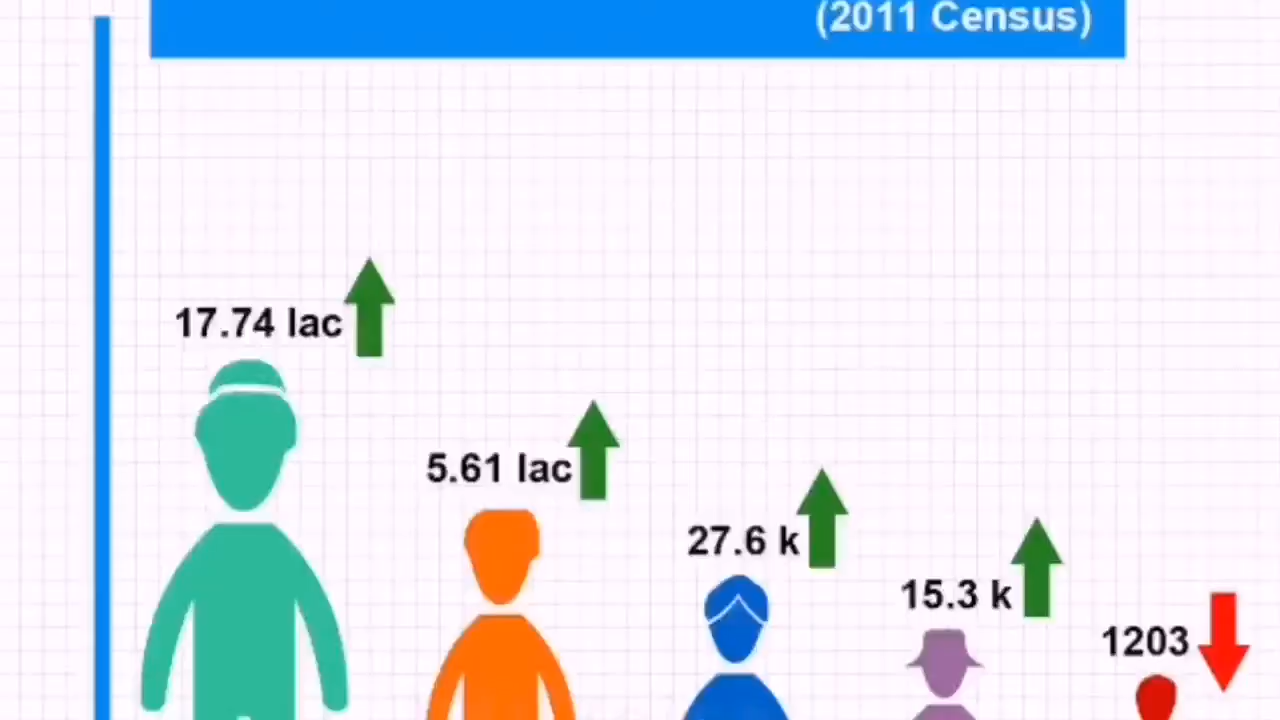 (2011 Census)
17.74 lac
5.61 lac
27.6 k
15.3 k
1203